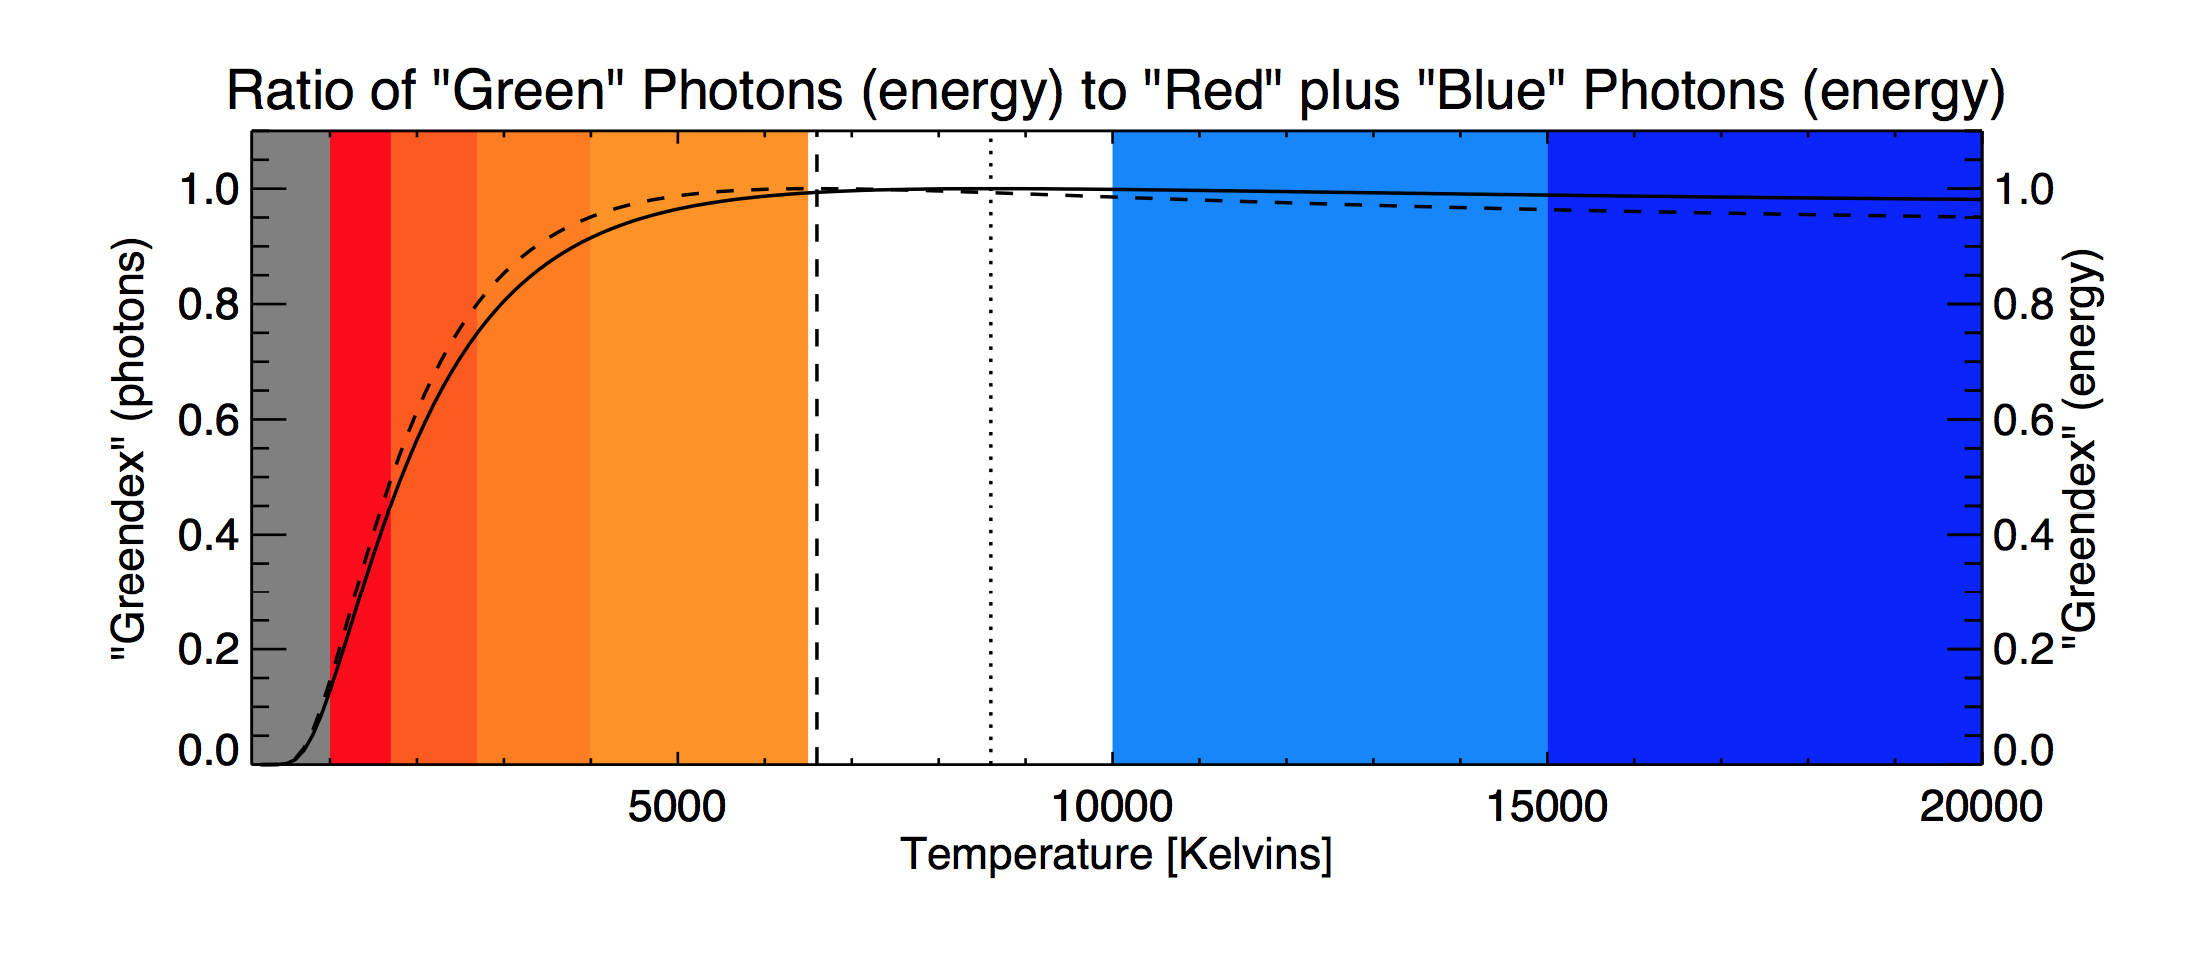 Ratio of "Green" Photons (energy) to "Red" plus "Blue" Photons (energy)
"Greendex" (photons)
1.0
0.8
0.6
0.4
0.2
0.0
1.0
0.8
0.6
0.4
0.2
0.0
"Greendex" (energy)
5000 10000 15000 20000
Temperature [Kelvins]